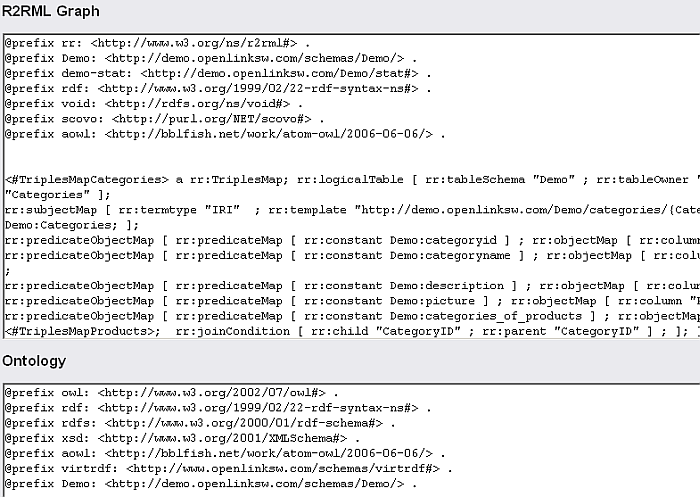 R2RML Graph
@prefix rr: <http://www.w3.org/ns/r2rml#> .
@prefix Demo: <http://demo.openlinksw.com/schemas/Demo/> .
@prefix demo-stat: <http://demo.openlinksw.com/Demo/stat#> .
@prefix rdf: <http://www.w3.org/1999/02/22-rdf-syntax-ns#> .
@prefix void: <http://rdfs.org/ns/void#> .
@prefix scovo: <http://purl.org/NET/scovo#> .
@prefix aowl: <http://bblfish.net/work/atom-owl/2006-06-06/> .
<#TriplesMapCategories> a rr:TriplesMap; rr:logicalTable [ rr:tableSchema "Demo" ; rr:tableOwner "
"Categories" ];
rr:subjectMap [ rr:termtype "IRI"  ; rr:template "http://demo.openlinksw.com/Demo/categories/{Cate
Demo:Categories; ];
rr:predicateObjectMap [ rr:predicateMap [ rr:constant Demo:categoryid ] ; rr:objectMap [ rr:column
rr:predicateObjectMap [ rr:predicateMap [ rr:constant Demo:categoryname ] ; rr:objectMap [ rr:colu
;
rr:predicateObjectMap [ rr:predicateMap [ rr:constant Demo:description ] ; rr:objectMap [ rr:colum
rr:predicateObjectMap [ rr:predicateMap [ rr:constant Demo:picture ] ; rr:objectMap [ rr:column "P
rr:predicateObjectMap [ rr:predicateMap [ rr:constant Demo:categories_of_products ] ; rr:objectMap
<#TriplesMapProducts>;  rr:joinCondition [ rr:child "CategoryID" ; rr:parent "CategoryID" ] ; ]; ]
Ontology
@prefix owl: <http://www.w3.org/2002/07/owl#> .
@prefix rdf: <http://www.w3.org/1999/02/22-rdf-syntax-ns#> .
@prefix rdfs: <http://www.w3.org/2000/01/rdf-schema#> .
@prefix xsd: <http://www.w3.org/2001/XMLSchema#> .
@prefix aowl: <http://bblfish.net/work/atom-owl/2006-06-06/> .
@prefix virtrdf: <http://www.openlinksw.com/schemas/virtrdf#> .
@prefix Demo: <http://demo.openlinksw.com/schemas/Demo/> .